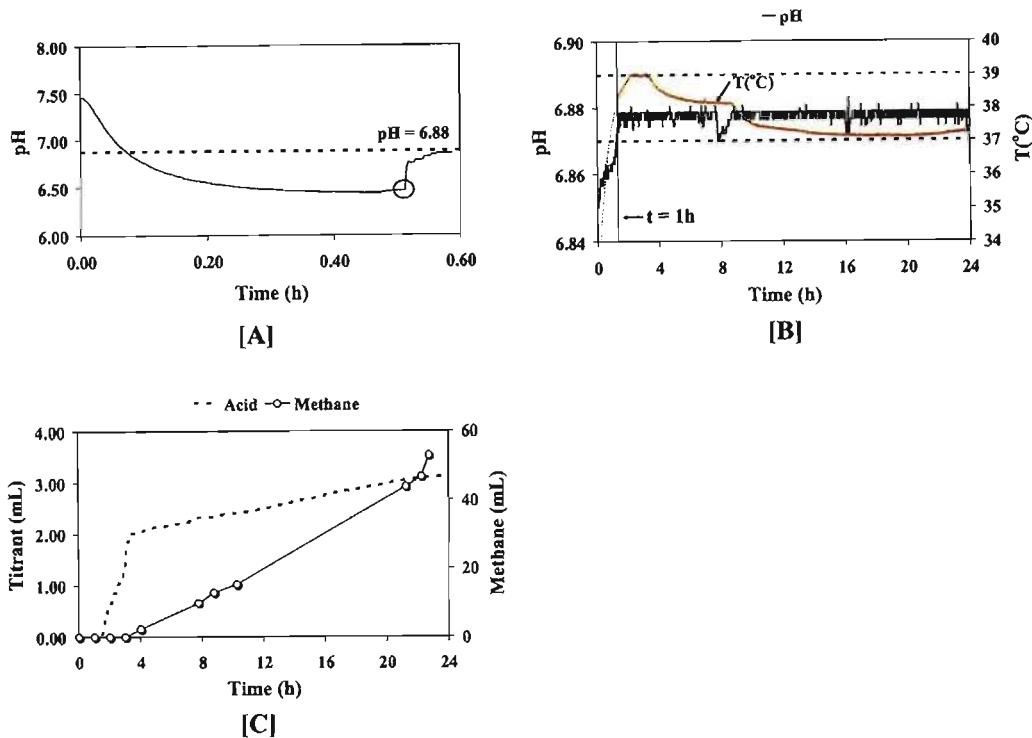 8.00
7.50
7.00
6.50
6.00
pH
pH = 6.88
0.00 0.20 0.40 0.60
Time (h)
[A]
— pH
6.90
6.88
6.86
6.84
pH
T(°C)
t = 1h
40
39
38
37
36
35
34
T(°C)
0 4 8 12 16 20 24
Time (h)
[B]
Acid Methane
4.00
3.00
2.00
1.00
0.00
Titrant (mL)
60
40
20
0
Methane (mL)
0 4 8 12 16 20 24
Time (h)
[C]